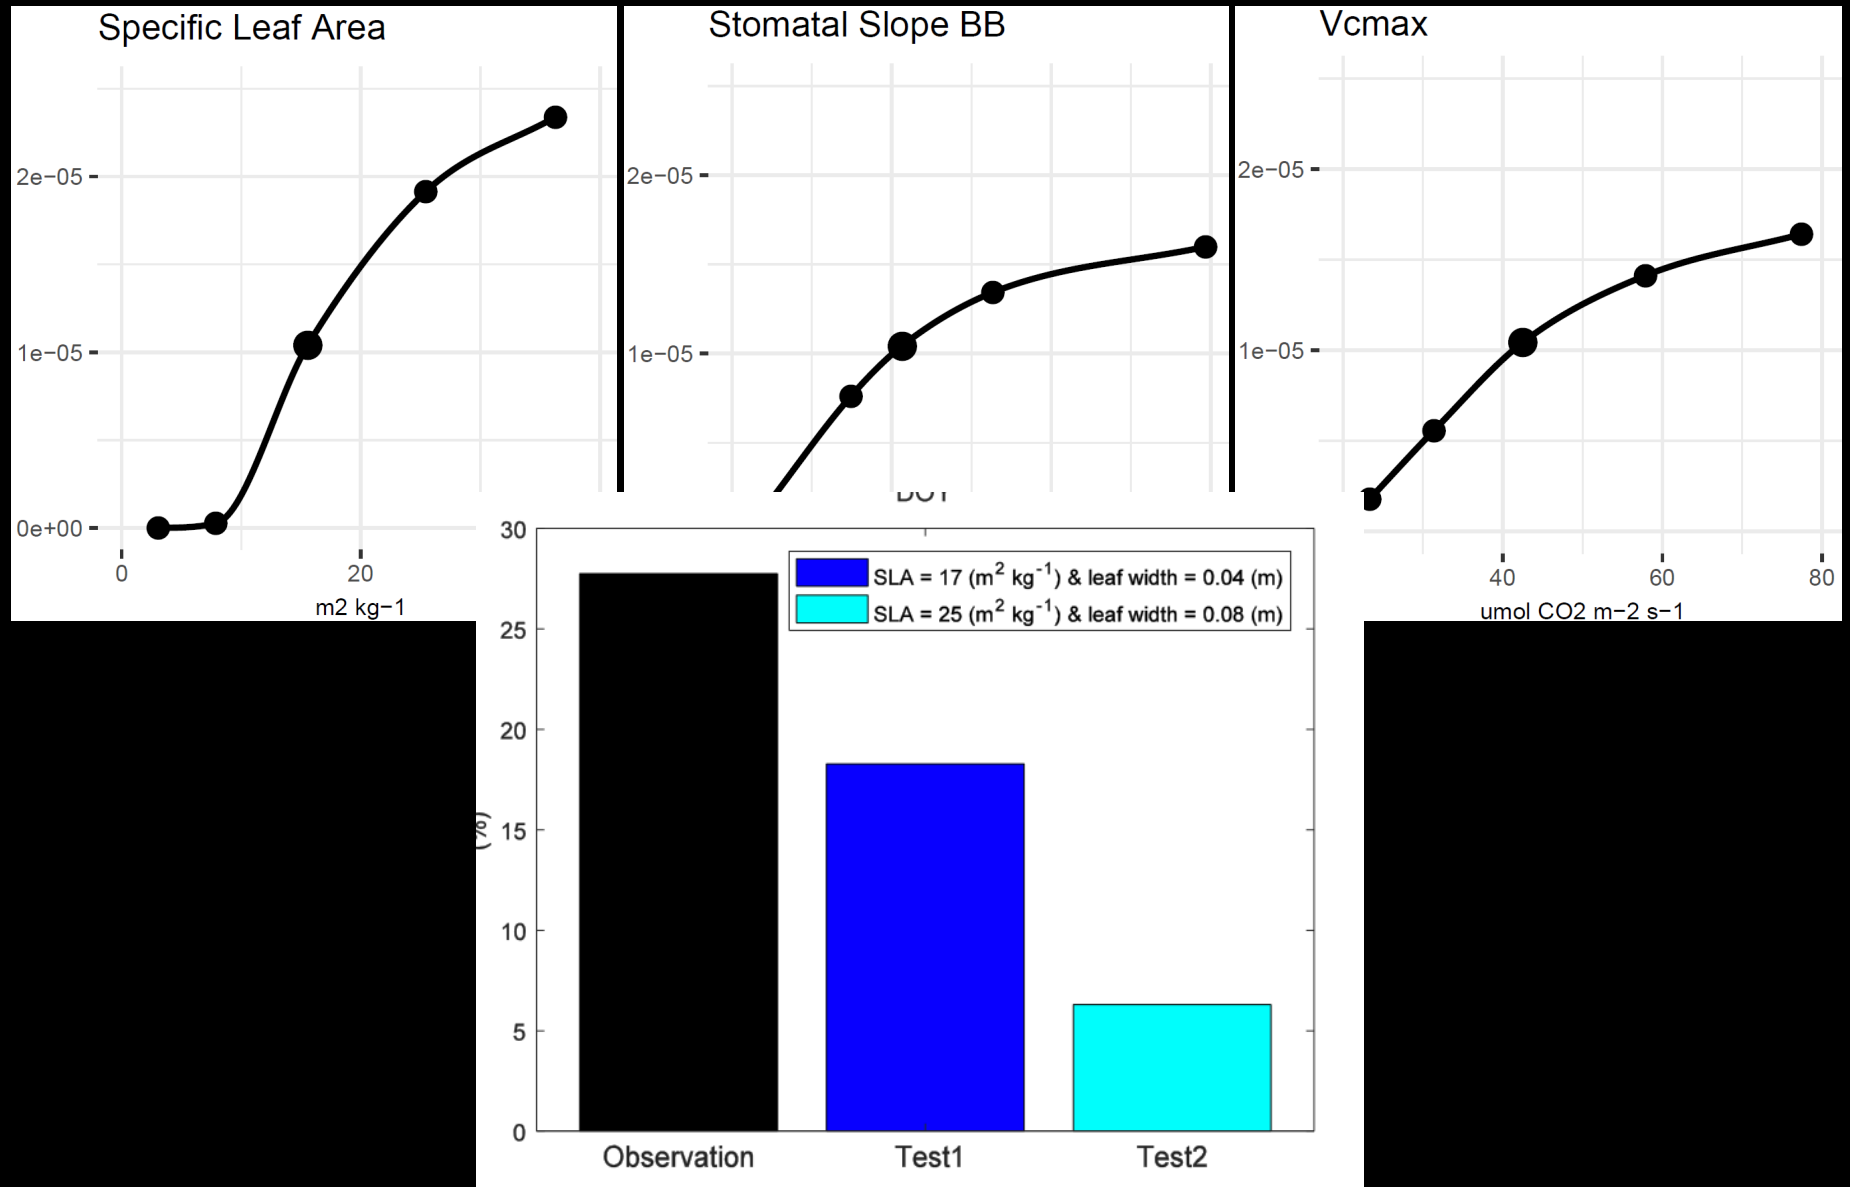 Specific Leaf Area
2e−05
1e−05
0e+00
0
20
m2 kg−1
Stomatal Slope BB
2e−05
1e−05
Vcmax
2e−05
1e−05
40
60
80
umol CO2 m−2 s−1
30
25
20
15
10
5
0
(%)
SLA = 17 (m² kg⁻¹) & leaf width = 0.04 (m)
SLA = 25 (m² kg⁻¹) & leaf width = 0.08 (m)
Observation
Test1
Test2